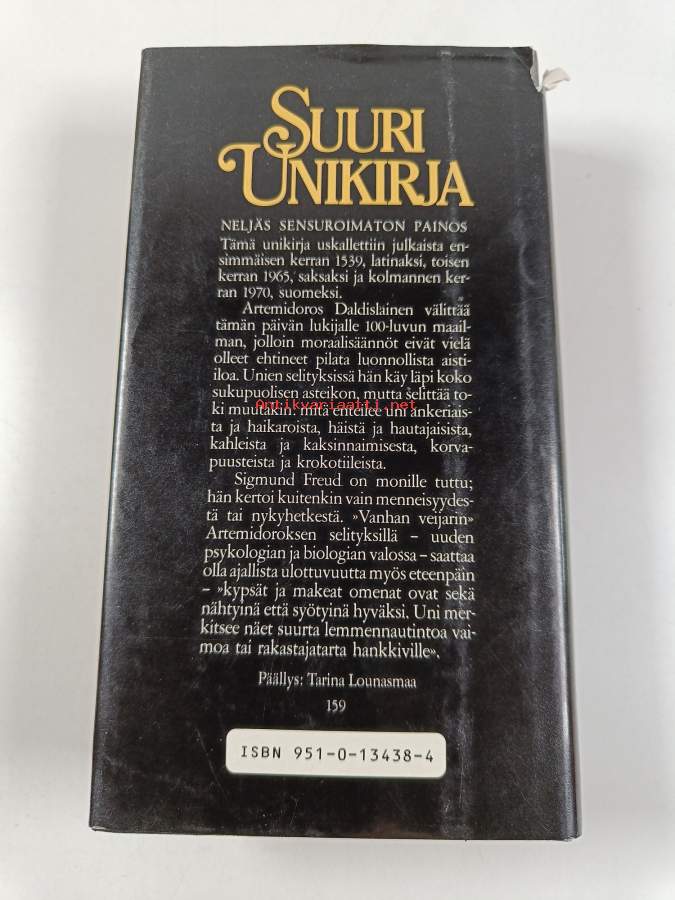 SUURI
UNIKIRJA
NELJÄS SENSUROIMATON PAINOS
Tämä unikirja uskallettiin julkaista en-
simmäisen kerran 1539, latinaksi, toisen
kerran 1965, saksaksi ja kolmannen ker-
ran 1970, suomeksi.
Artemidoros Daldislainen välittää
tämän päivän lukijalle 100-luvun maail-
man, jolloin moraalisäännöt eivät vielä
olleet ehtineet pilata luonnollista aisti-
iloa. Unien selityksissä hän käy läpi koko
sukupuolisen asteikon, mutta selittää to-
Antikvariaatti.net
ki muutakin: mitä enteilee uni ankeriais-
ta ja haikaroista, häistä ja hautajaisista,
kahleista ja kaksinnaimisesta, korva-
puusteista ja krokotiileista.
Sigmund Freud on monille tuttu;
hän kertoi kuitenkin vain menneisyydes-
tä tai nykyhetkestä. »Vanhan veijarin»
Artemidoroksen selityksillä – uuden
psykologian ja biologian valossa – saattaa
olla ajallista ulottuvuutta myös eteenpäin
– »kypsät ja makeat omenat ovat sekä
nähtyinä että syötyinä hyväksi. Uni mer-
kitsee näet suurta lemmennautintoa vai-
moa tai rakastajatarta hankkiville».
Päällys: Tarina Lounasmaa
159
ISBN 951-0-13438-4